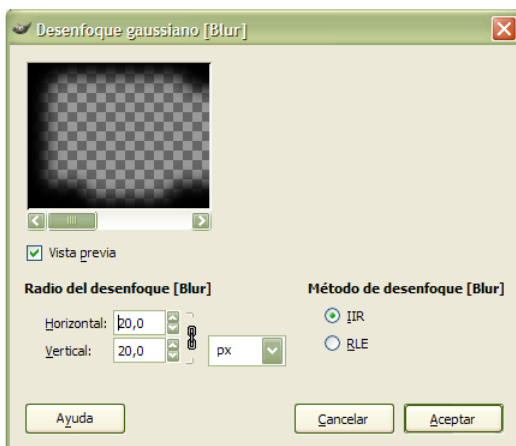 Desenfoque gaussiano [Blur]
Vista previa
Radio del desenfoque [Blur]
Horizontal: 20,0
Vertical: 20,0 px
Método de desenfoque [Blur]
IIR
RLE
Ayuda
Cancelar
Aceptar